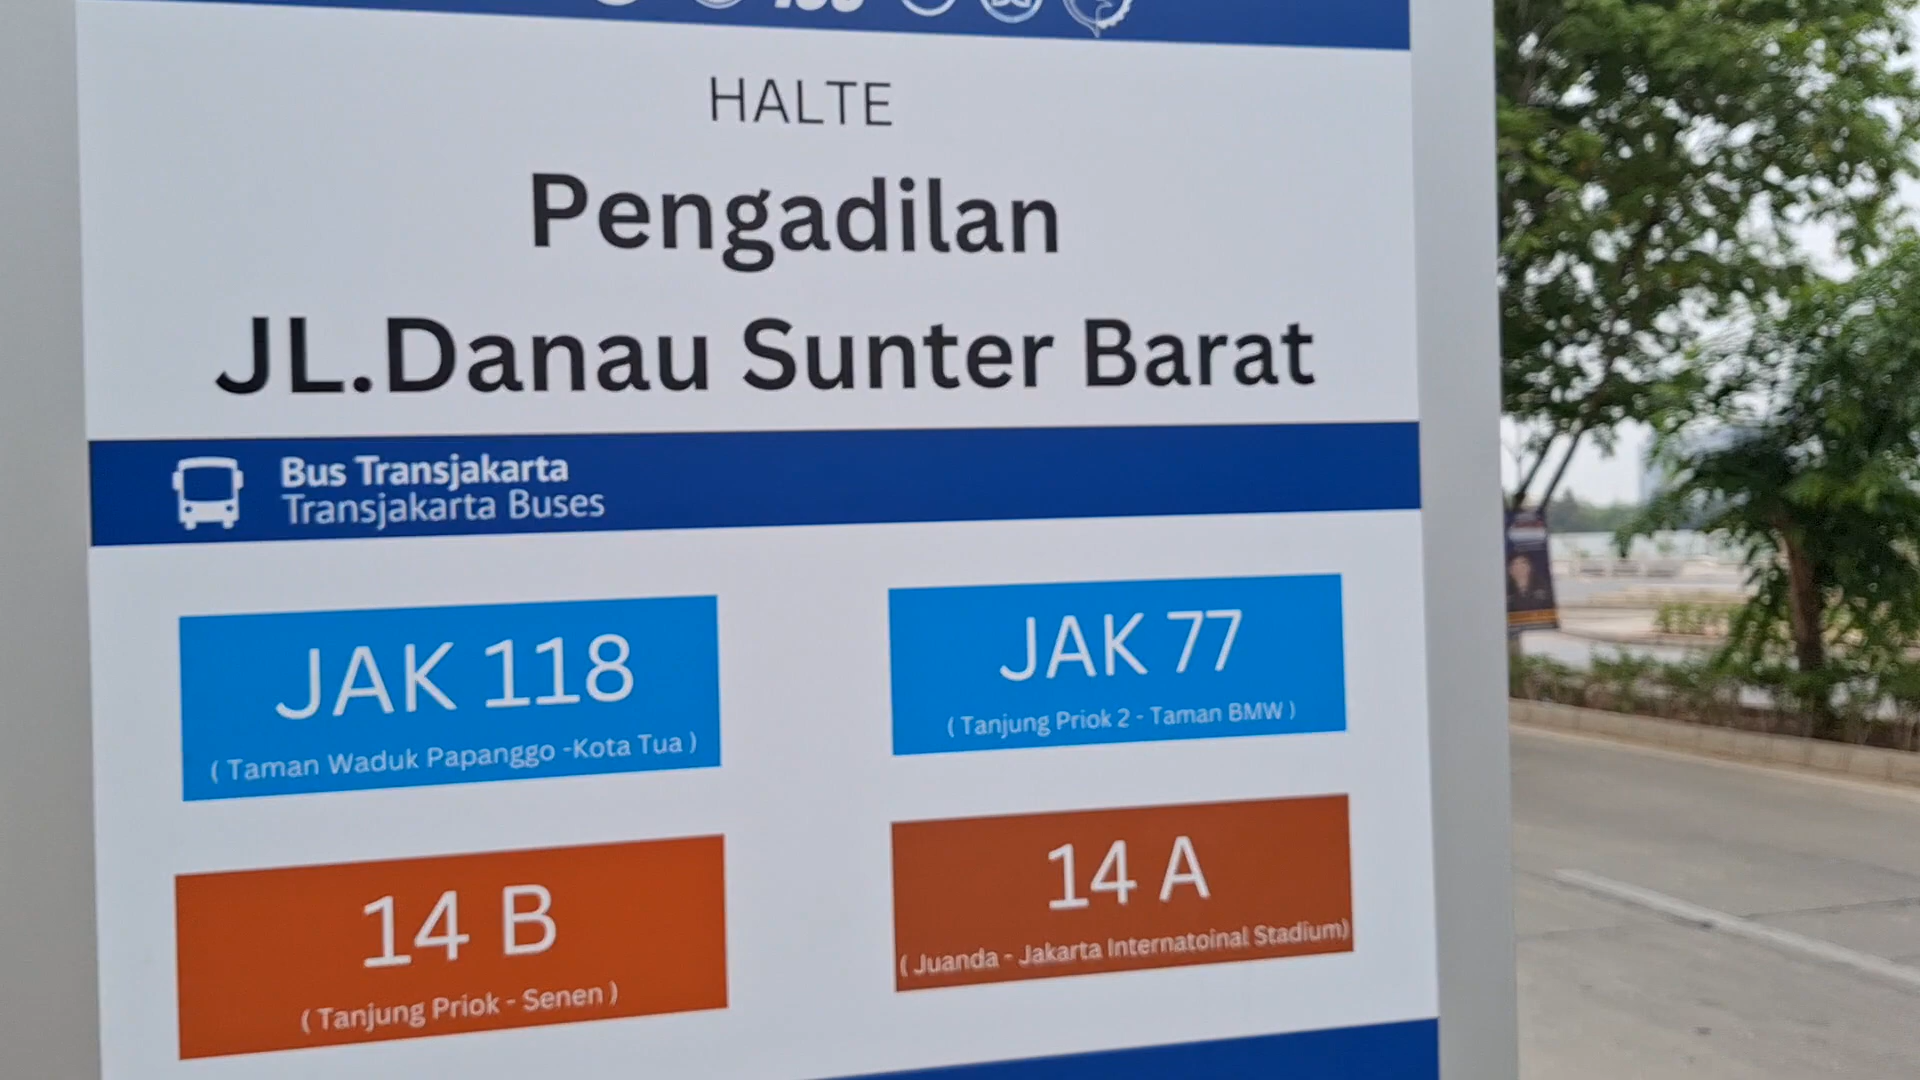 HALTE
Pengadilan
JL.Danau Sunter Barat
Bus Transjakarta
Transjakarta Buses
JAK 118
( Taman Waduk Papanggo -Kota Tua )
JAK 77
( Tanjung Priok 2 - Taman BMW )
14 B
( Tanjung Priok - Senen )
14 A
( Juanda - Jakarta Internatoinal Stadium)